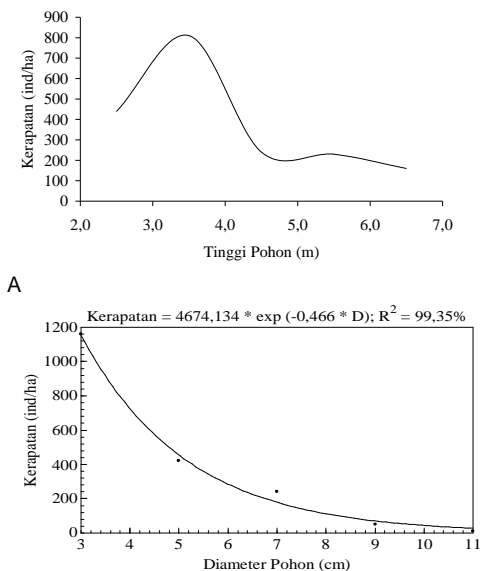 900
800
700
600
500
400
300
200
100
0
Kerapatan (ind/ha)
2,0 3,0 4,0 5,0 6,0 7,0
Tinggi Pohon (m)
A
Kerapatan = 4674,134 * exp (-0,466 * D); R² = 99,35%
1200
1000
800
600
400
200
0
Kerapatan (ind/ha)
3 4 5 6 7 8 9 10 11
Diameter Pohon (cm)